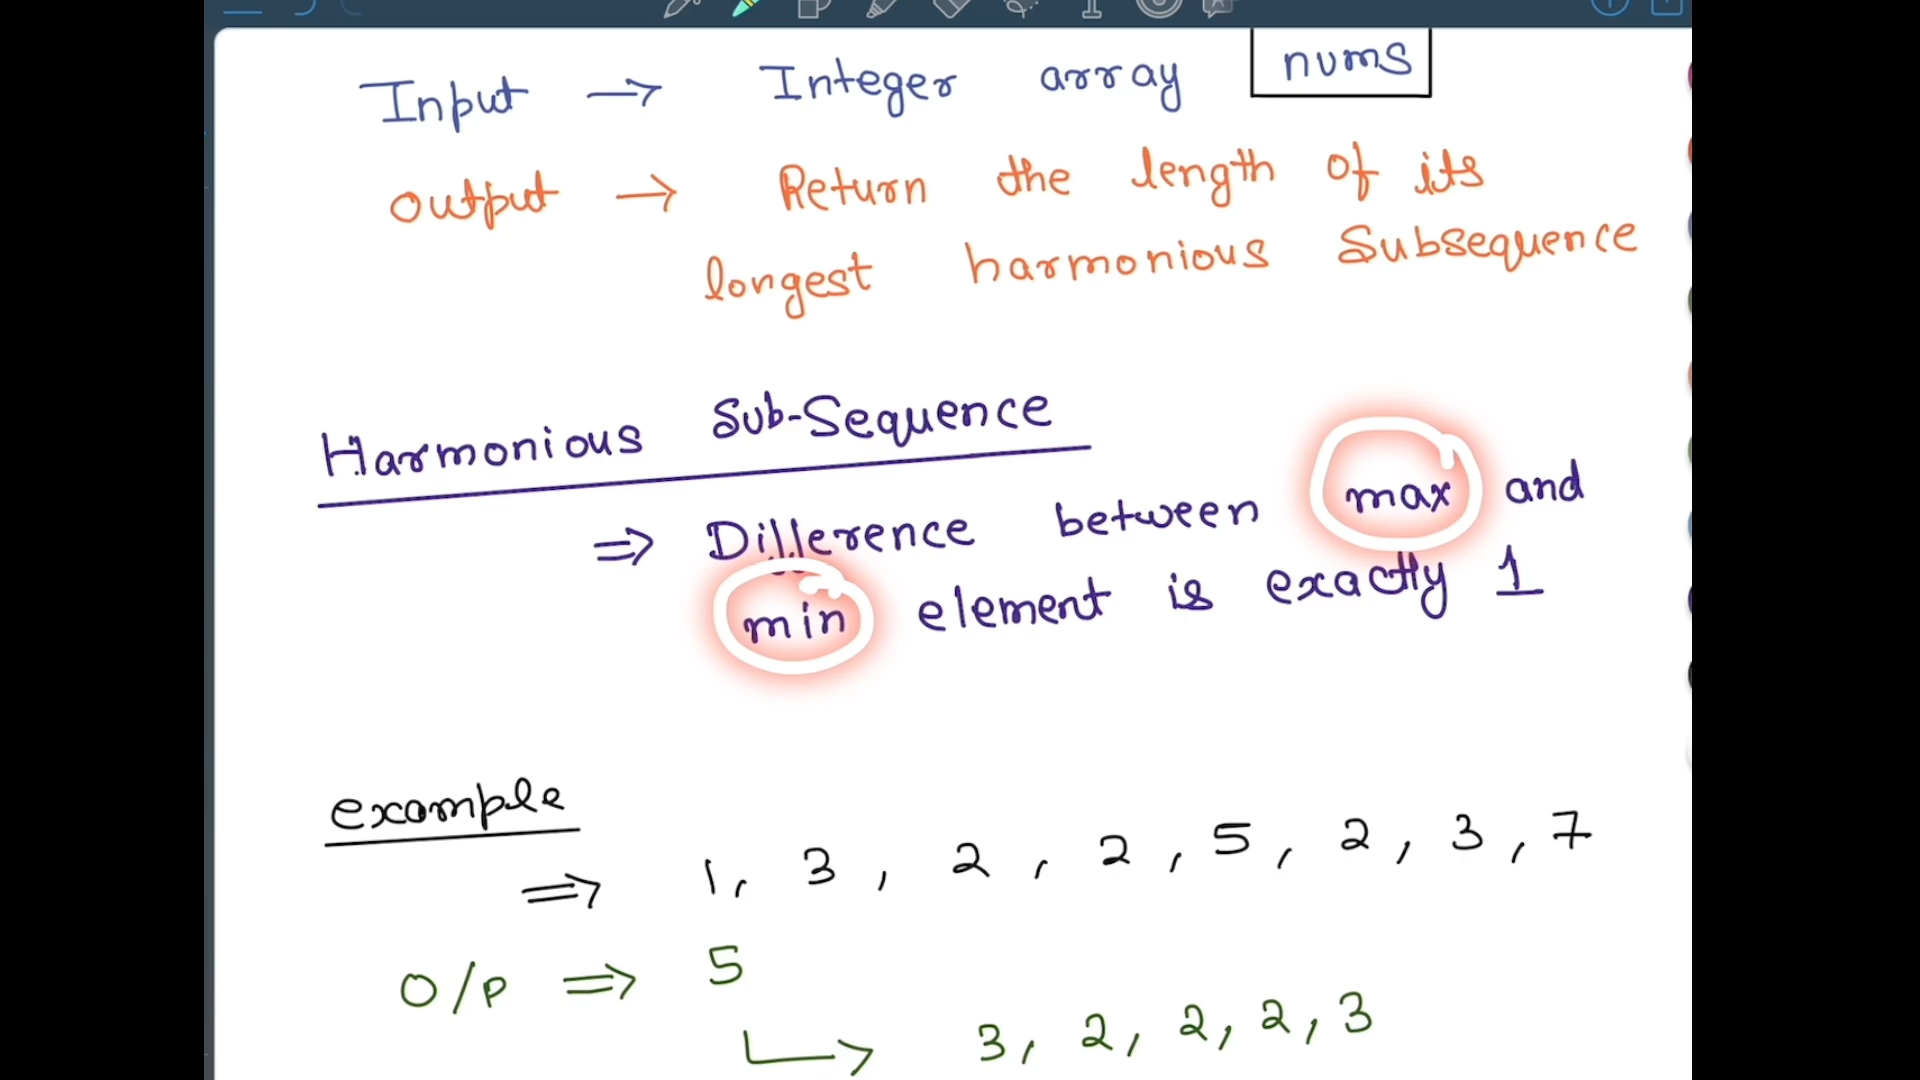 Input → Integer array nums
output → Return the length of its
longest harmonious Subsequence
Harmonious Sub-Sequence
⇒ Difference between max and
min element is exactly 1
example
⇒ 1, 3, 2, 2, 5, 2, 3, 7
O/P ⇒ 5
↳ 3, 2, 2, 2, 3